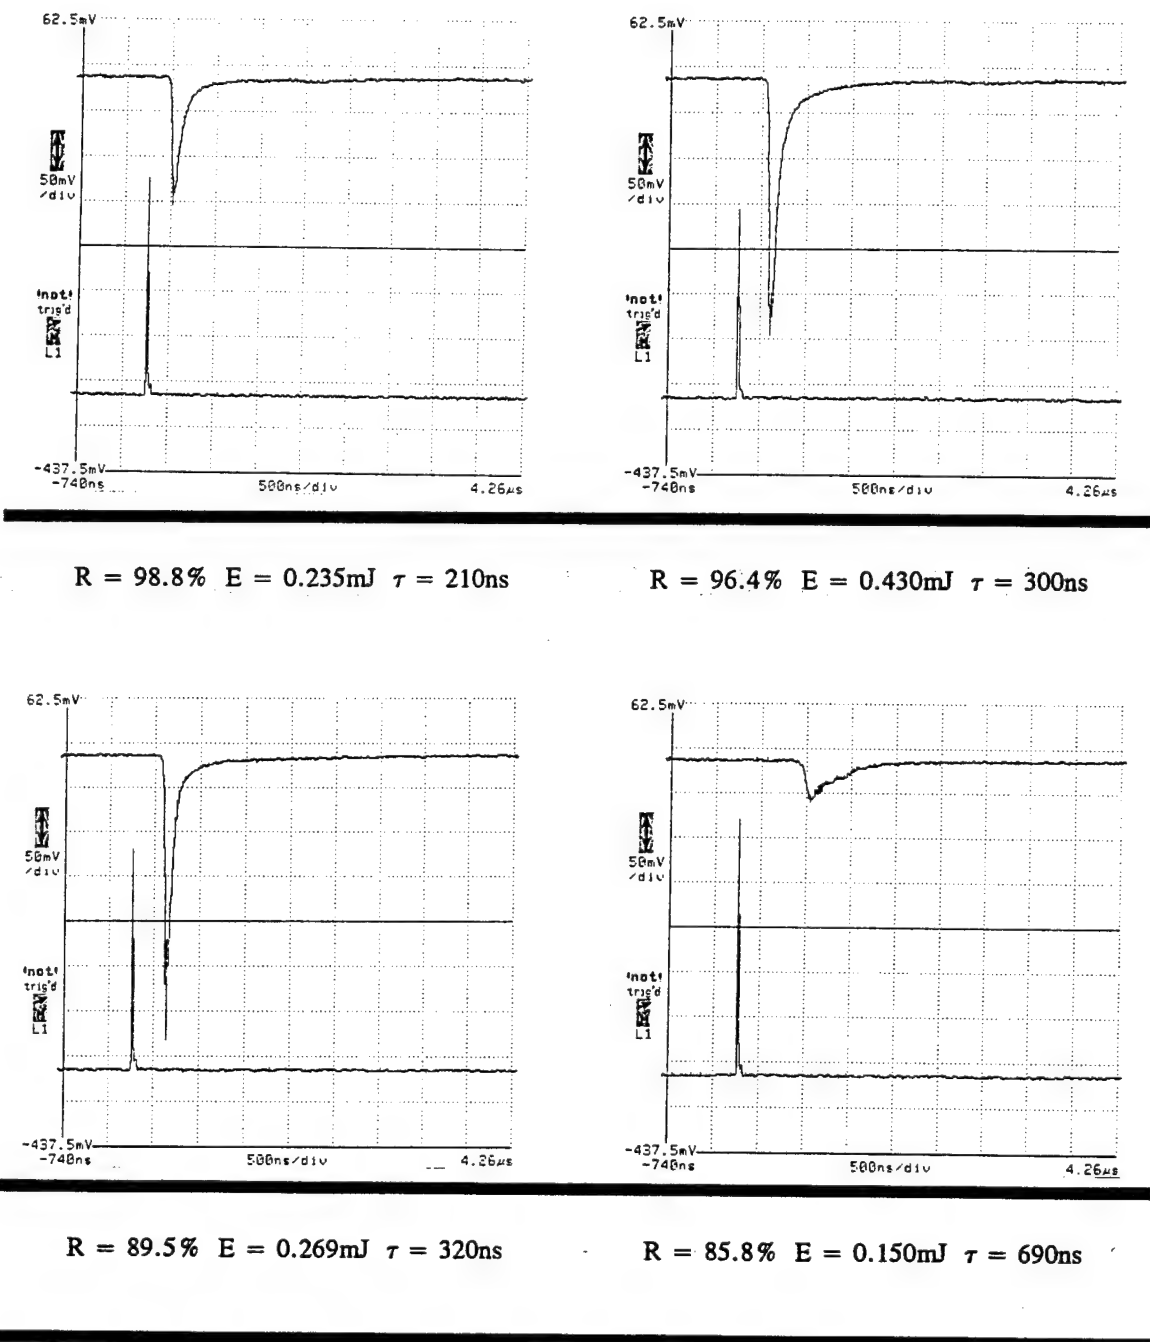 62.5mV
50mV
/div
!not!
trig'd
L1
-437.5mV
-740ns 500ns/div 4.26µs
62.5mV
50mV
/div
!not!
trig'd
L1
-437.5mV
-740ns 500ns/div 4.26µs
R = 98.8% E = 0.235mJ τ = 210ns
R = 96.4% E = 0.430mJ τ = 300ns
62.5mV
50mV
/div
!not!
trig'd
L1
-437.5mV
-740ns 500ns/div 4.26µs
62.5mV
50mV
/div
!not!
trig'd
L1
-437.5mV
-740ns 500ns/div 4.26µs
R = 89.5% E = 0.269mJ τ = 320ns
R = 85.8% E = 0.150mJ τ = 690ns